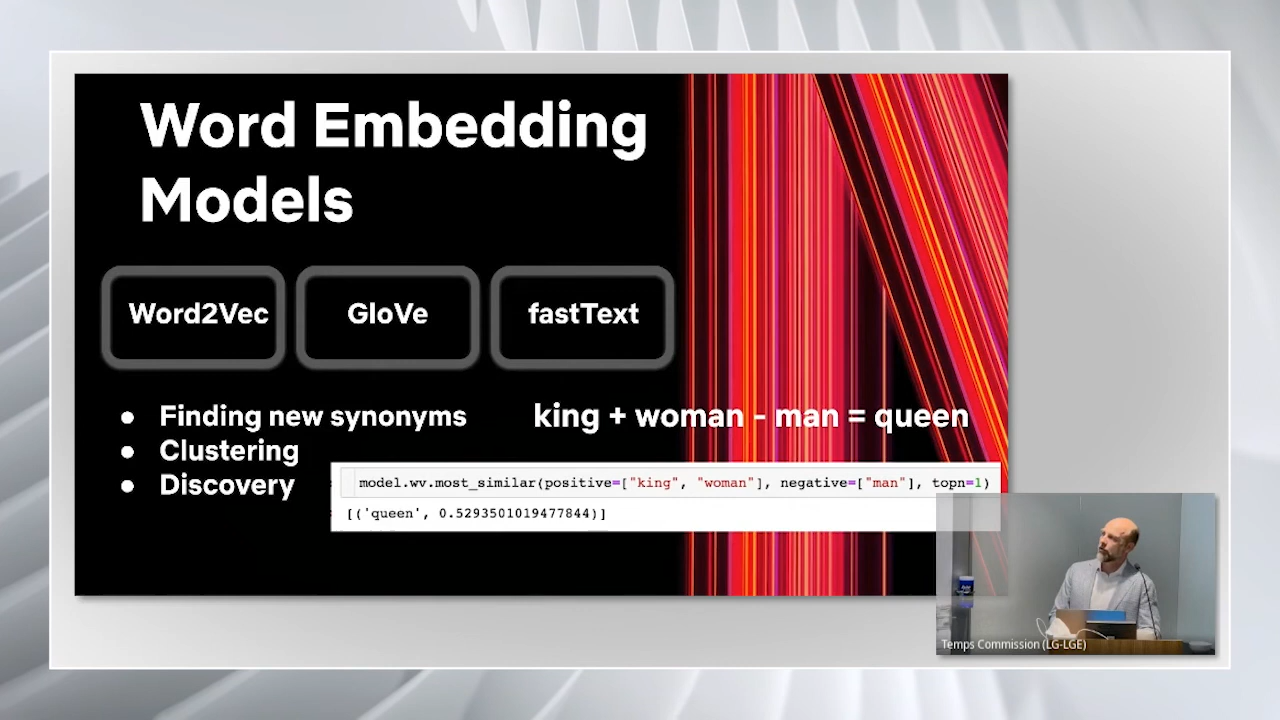 Word Embedding
Models
Word2Vec
GloVe
fastText
● Finding new synonyms
● Clustering
● Discovery
king + woman - man = queen
model.wv.most_similar(positive=["king", "woman"], negative=["man"], topn=1)
[('queen', 0.5293501019477844)]
Temps Commission (LG-LGE)